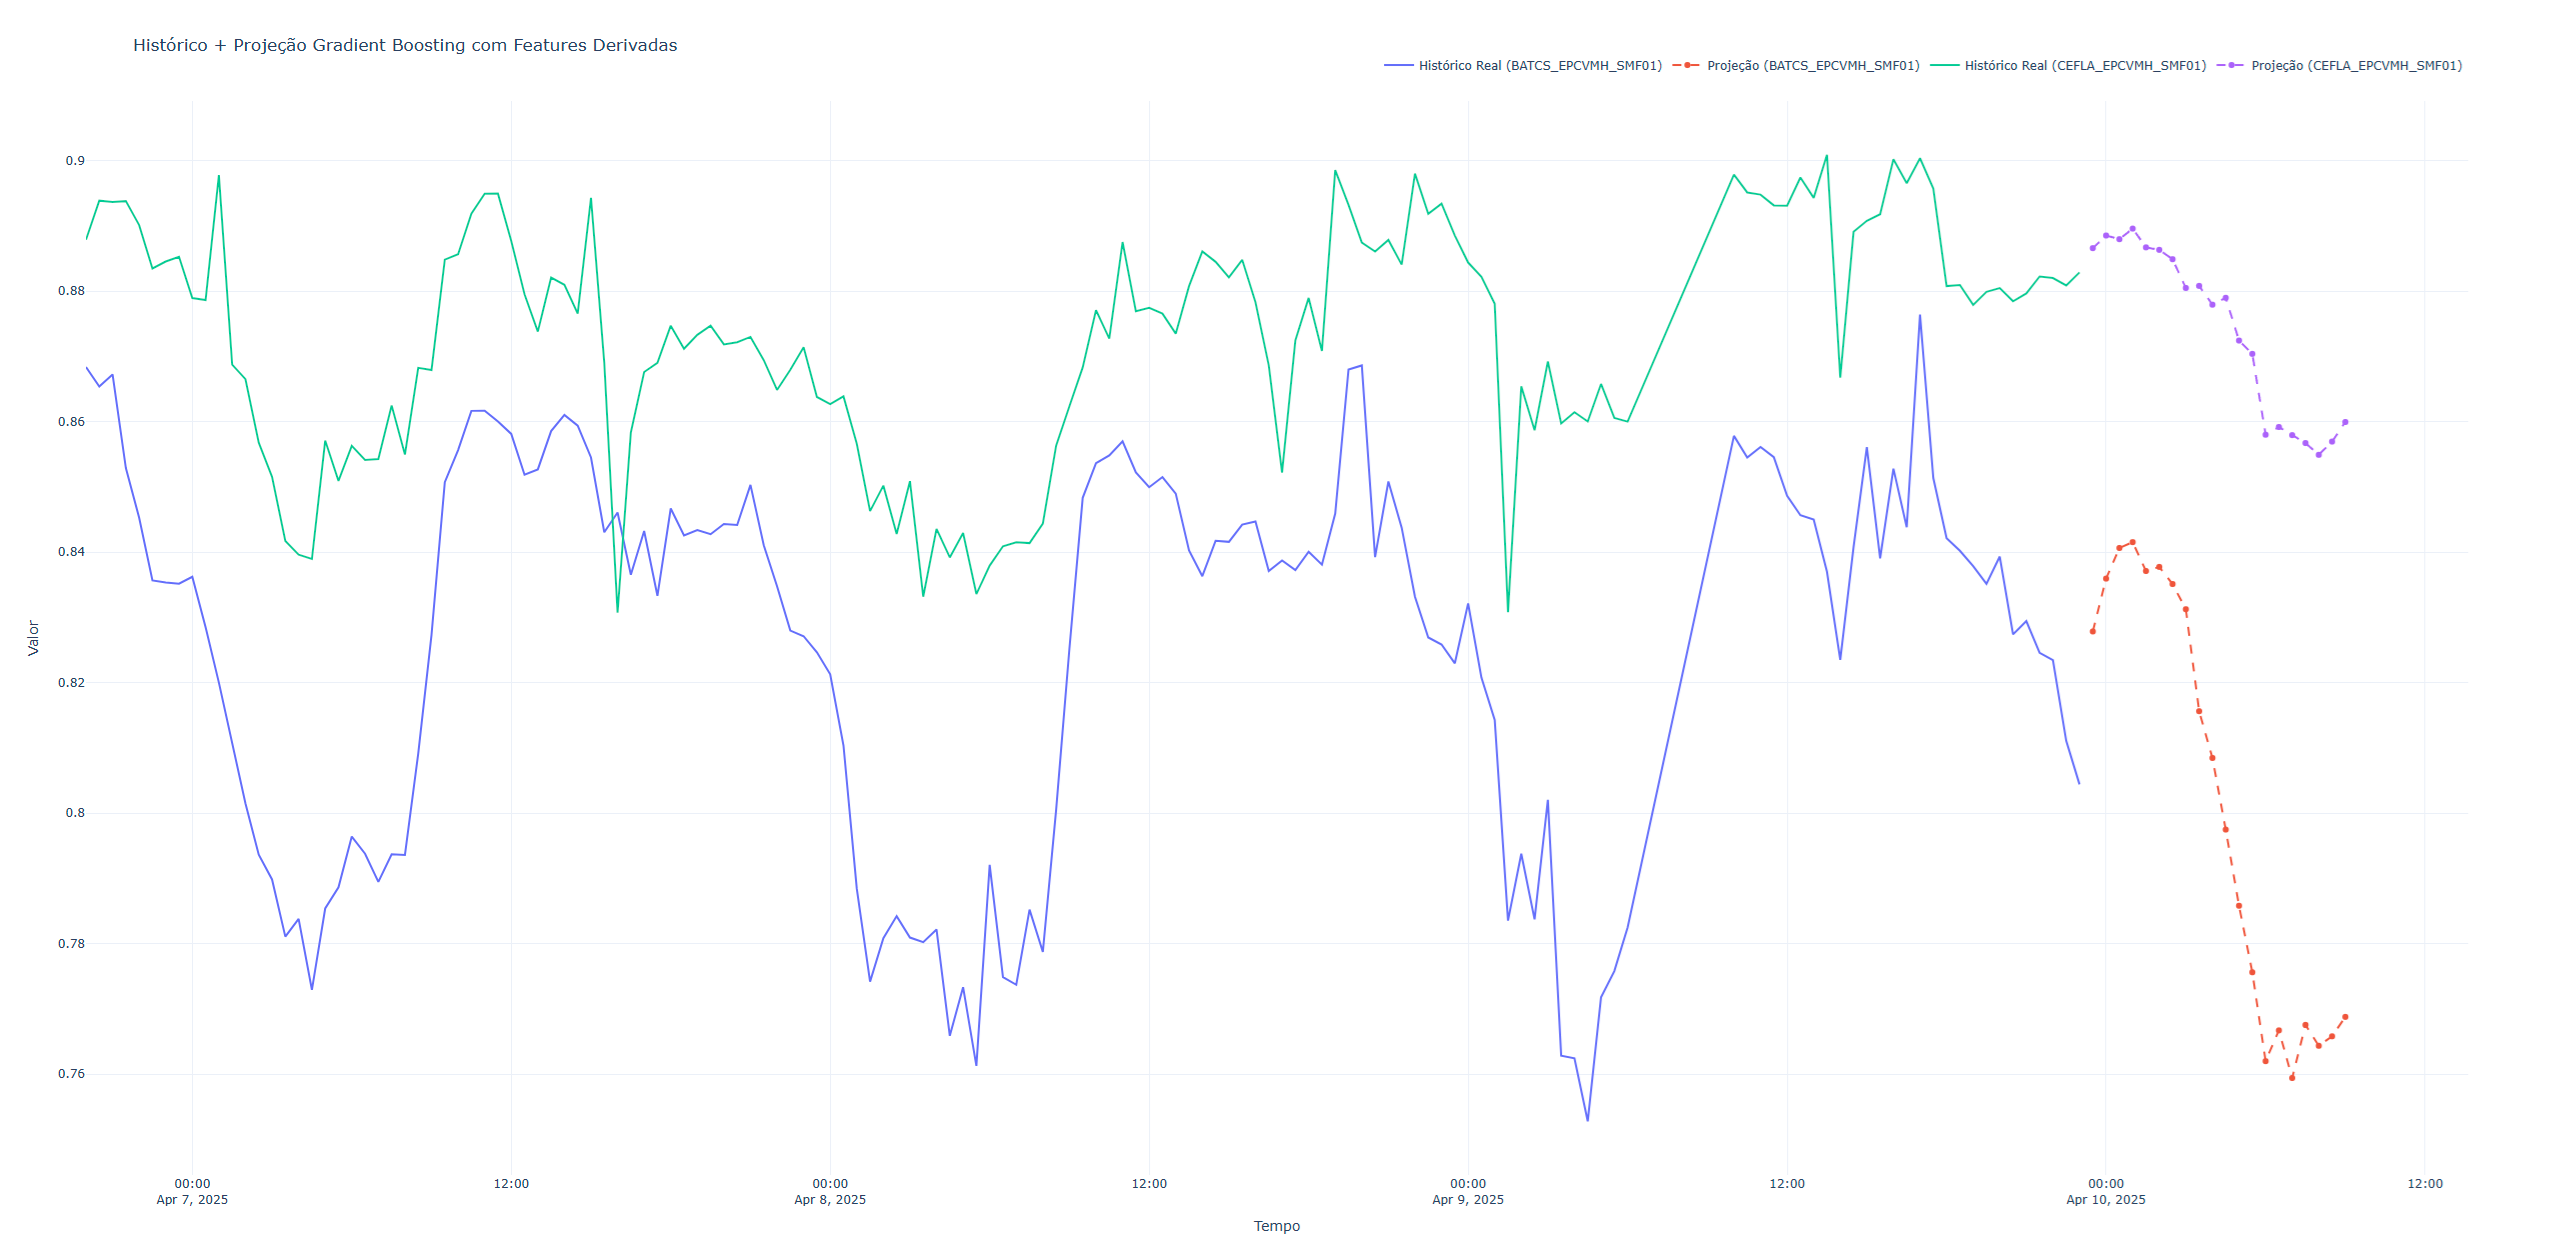 Histórico + Projeção Gradient Boosting com Features Derivadas
Histórico Real (BATCS_EPCVMH_SMF01) Projeção (BATCS_EPCVMH_SMF01) Histórico Real (CEFLA_EPCVMH_SMF01) Projeção (CEFLA_EPCVMH_SMF01)
0.9
0.88
0.86
0.84
0.82
0.8
0.78
0.76
Valor
00:00 12:00 00:00 12:00 00:00 12:00 00:00 12:00
Apr 7, 2025 Apr 8, 2025 Apr 9, 2025 Apr 10, 2025
Tempo